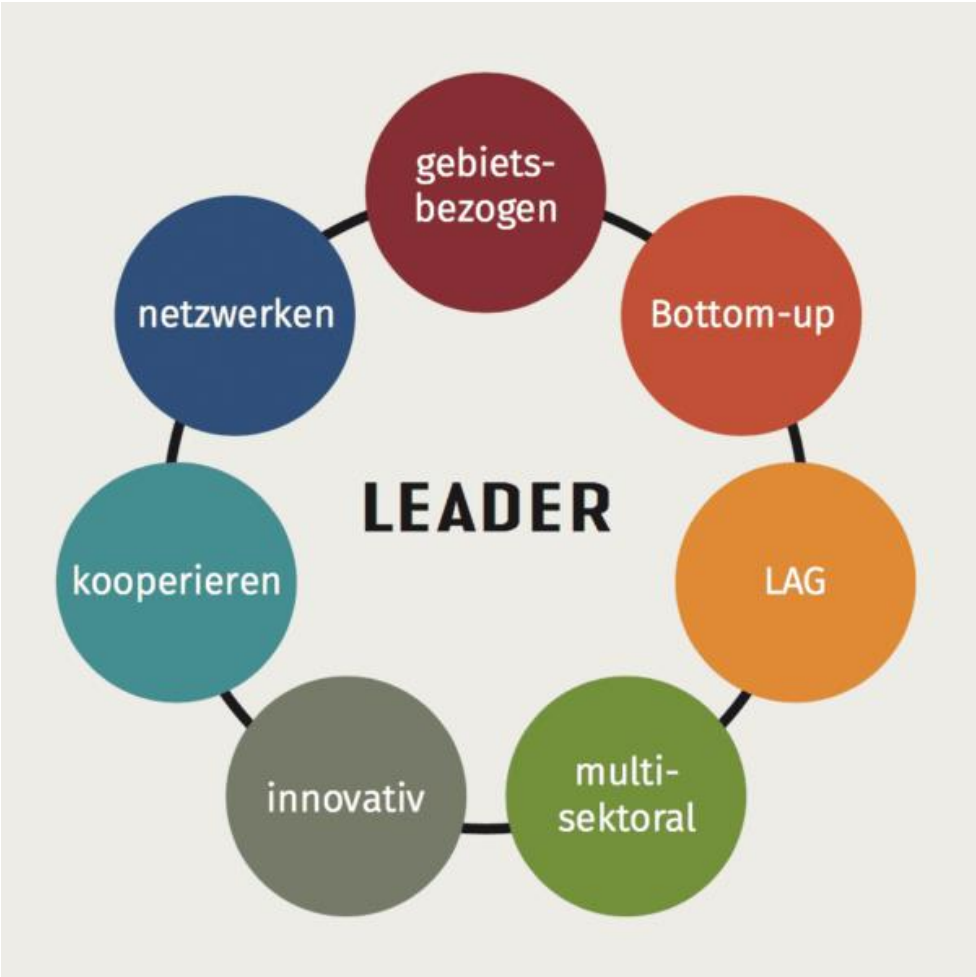 gebiets-
bezogen
netzwerken
Bottom-up
LEADER
kooperieren
LAG
multi-
sektoral
innovativ